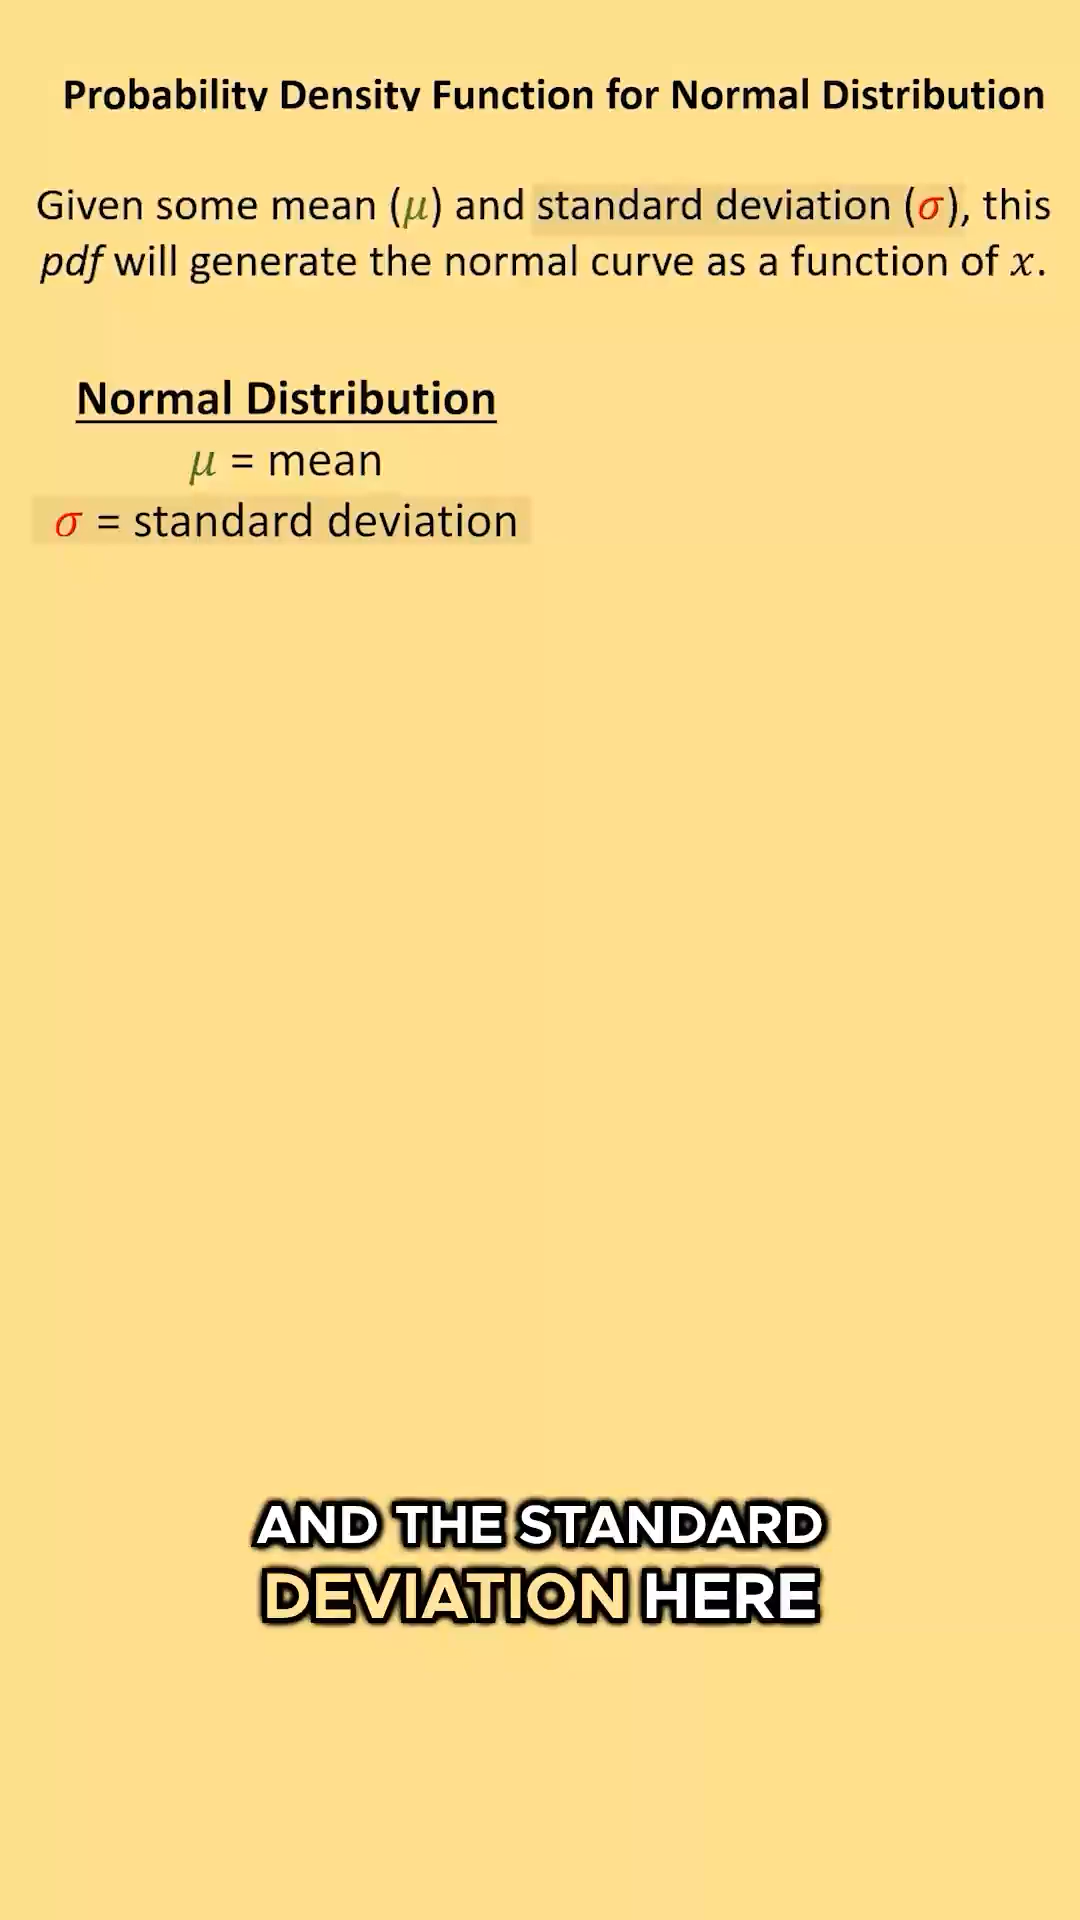 Probability Density Function for Normal Distribution
Given some mean (μ) and standard deviation (σ), this
pdf will generate the normal curve as a function of x.
Normal Distribution
μ = mean
σ = standard deviation
AND THE STANDARD
DEVIATION HERE